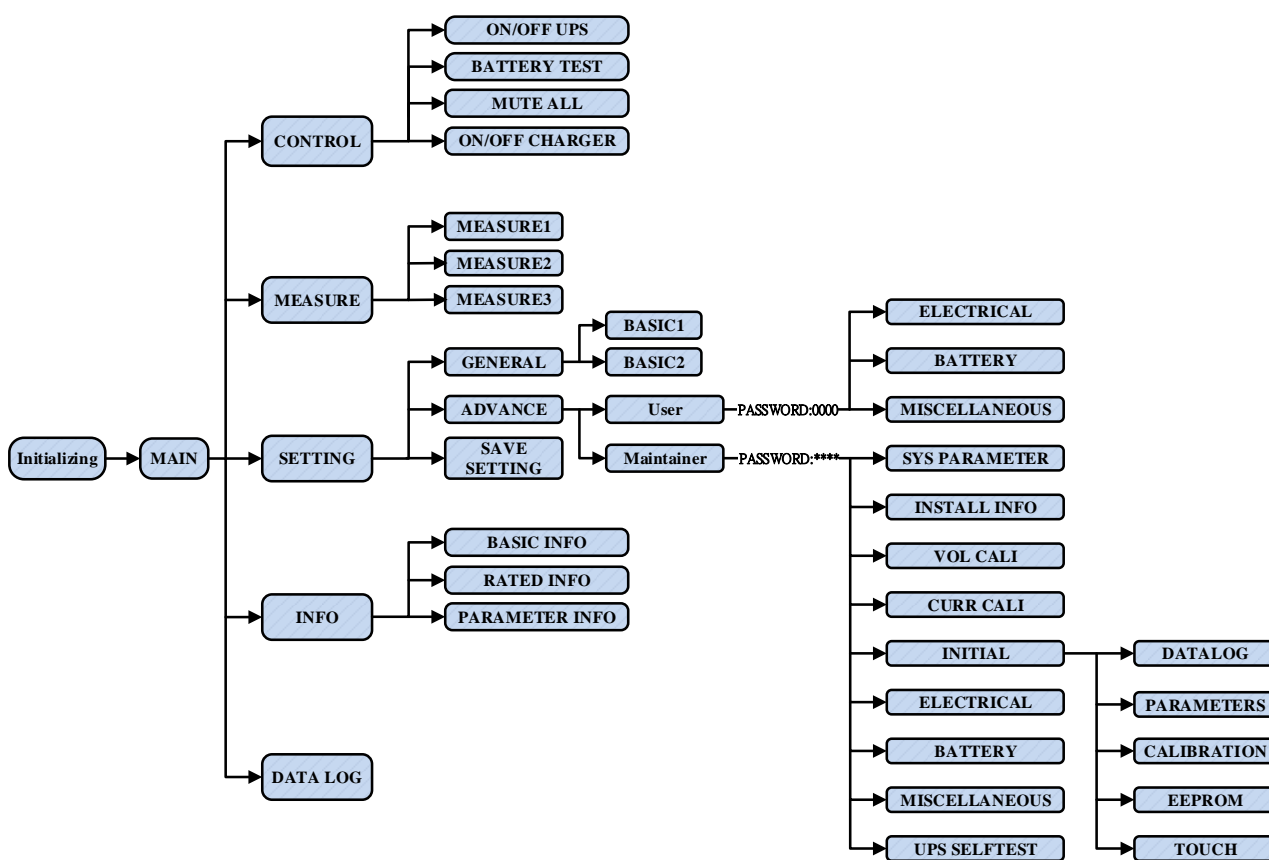 Initializing
MAIN
CONTROL
ON/OFF UPS
BATTERY TEST
MUTE ALL
ON/OFF CHARGER
MEASURE
MEASURE1
MEASURE2
MEASURE3
SETTING
GENERAL
BASIC1
BASIC2
ADVANCE
User
PASSWORD:0000
ELECTRICAL
BATTERY
MISCELLANEOUS
Maintainer
PASSWORD:****
SYS PARAMETER
INSTALL INFO
VOL CALI
CURR CALI
INITIAL
DATALOG
PARAMETERS
CALIBRATION
EEPROM
TOUCH
ELECTRICAL
BATTERY
MISCELLANEOUS
UPS SELFTEST
SAVE
SETTING
INFO
BASIC INFO
RATED INFO
PARAMETER INFO
DATA LOG